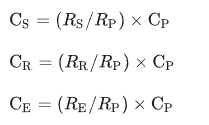 C_S = (R_S/R_P) × C_P
C_R = (R_R/R_P) × C_P
C_E = (R_E/R_P) × C_P